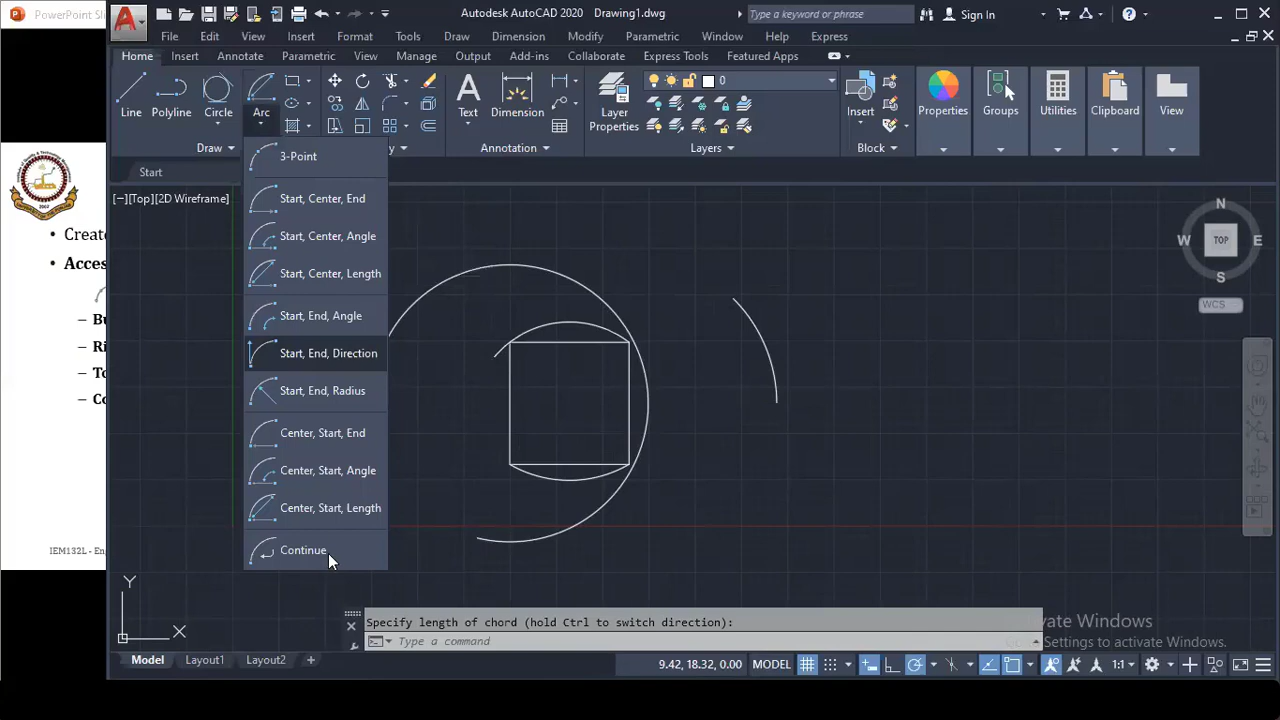 PowerPoint Sli
Autodesk AutoCAD 2020 Drawing1.dwg
Type a keyword or phrase
Sign In
File Edit View Insert Format Tools Draw Dimension Modify Parametric Window Help Express
Home Insert Annotate Parametric View Manage Output Add-ins Collaborate Express Tools Featured Apps
0
Line Polyline Circle Arc Text Dimension Layer Properties Insert Properties Groups Utilities Clipboard View
Draw Annotation Layers Block
Start
[−][Top][2D Wireframe]
3-Point
Start, Center, End
Start, Center, Angle
Start, Center, Length
Start, End, Angle
Start, End, Direction
Start, End, Radius
Center, Start, End
Center, Start, Angle
Center, Start, Length
Continue
N
W TOP E
S
WCS
• Create
• Acces
– Bu
– Ri
– To
– Co
IEM132L - En
Y
X
Specify length of chord (hold Ctrl to switch direction):
Type a command
Settings to activate Windows.
Model Layout1 Layout2 +
9.42, 18.32, 0.00 MODEL 1:1